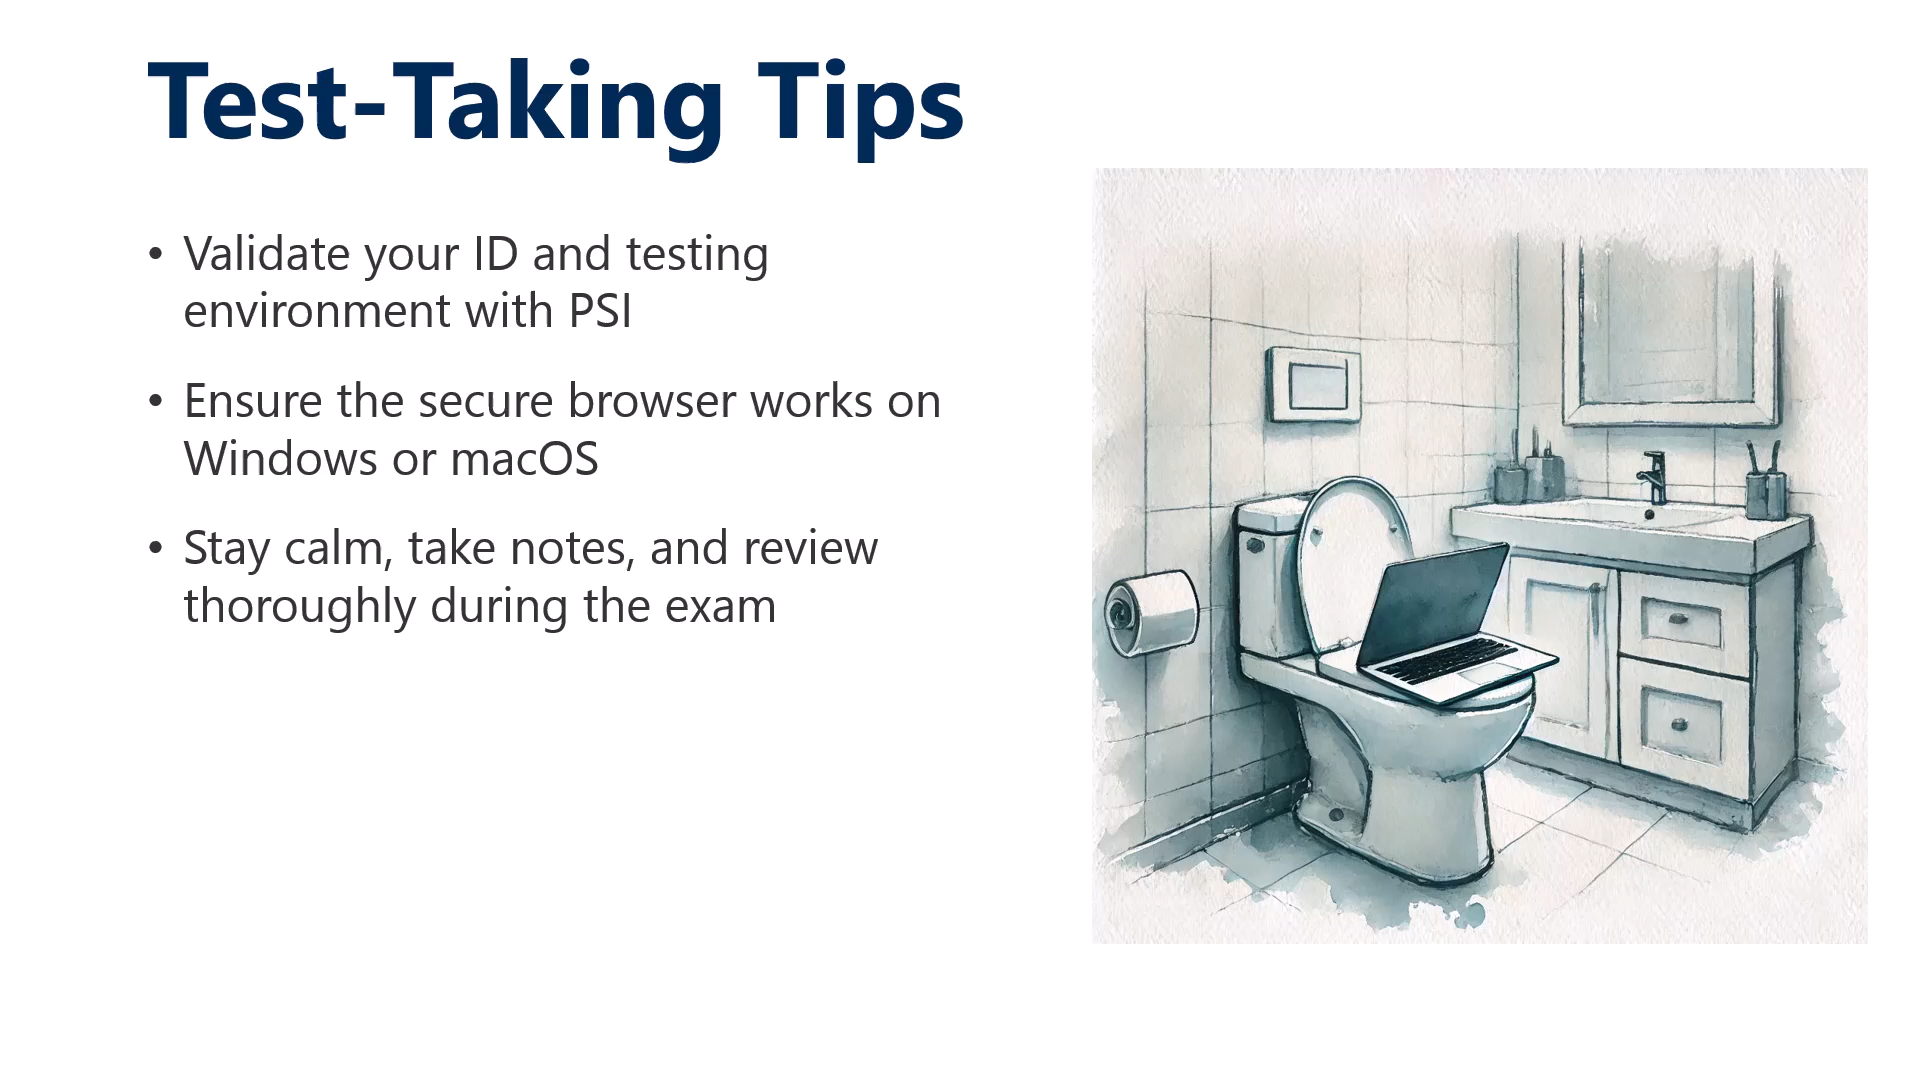 Test-Taking Tips
• Validate your ID and testing
environment with PSI
• Ensure the secure browser works on
Windows or macOS
• Stay calm, take notes, and review
thoroughly during the exam